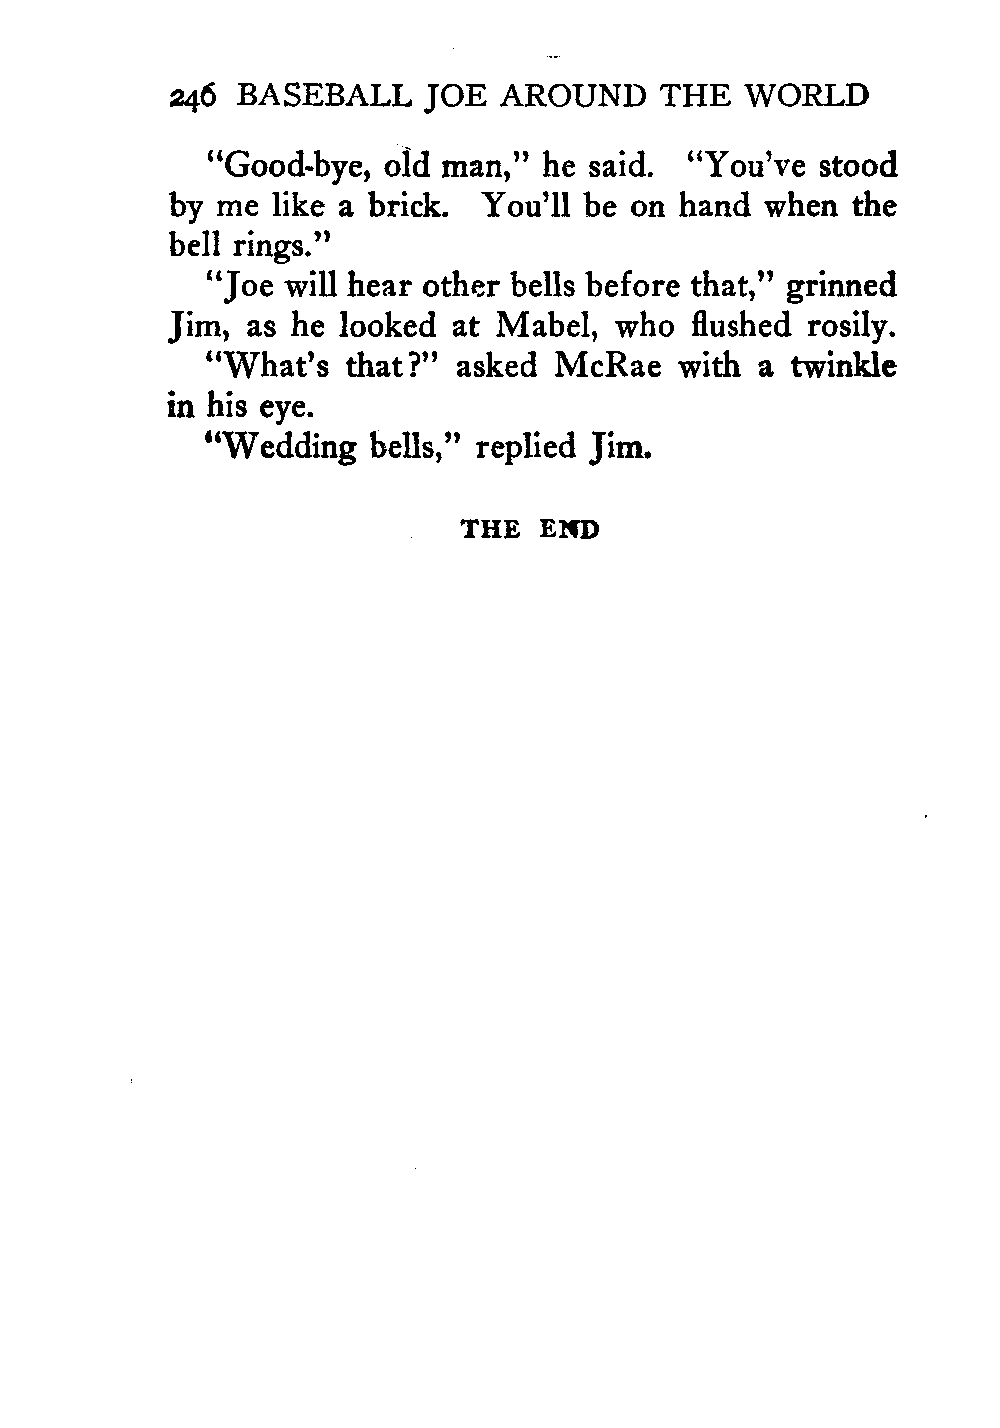 246 BASEBALL JOE AROUND THE WORLD
“Good-bye, old man,” he said. “You’ve stood
by me like a brick. You’ll be on hand when the
bell rings.”
“Joe will hear other bells before that,” grinned
Jim, as he looked at Mabel, who flushed rosily.
“What’s that?” asked McRae with a twinkle
in his eye.
“Wedding bells,” replied Jim.
THE END